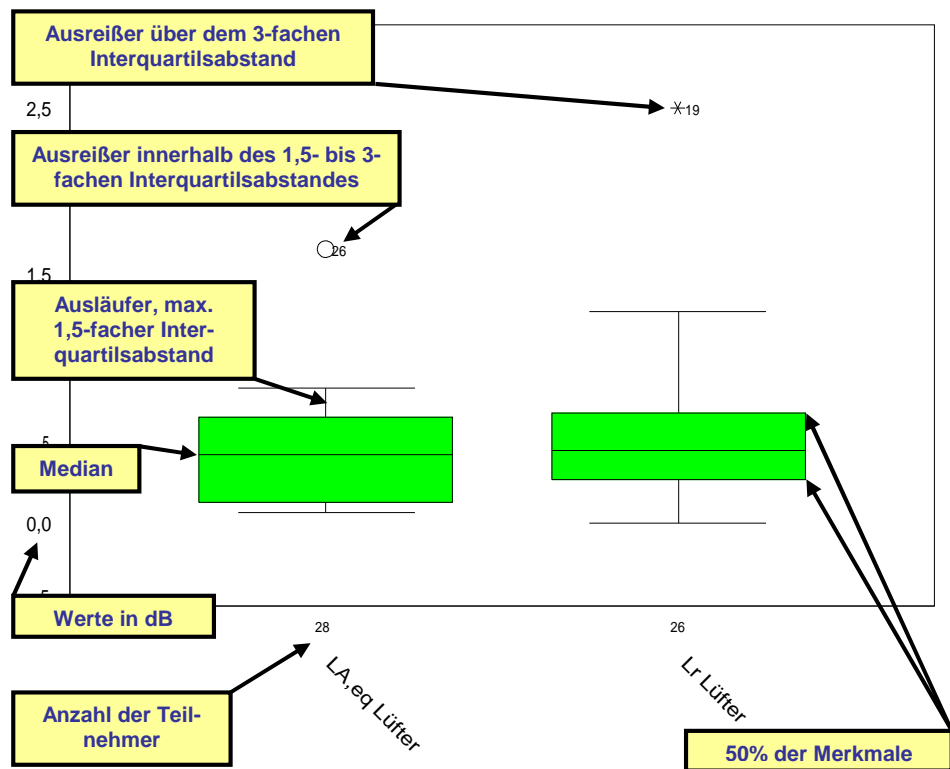 Ausreißer über dem 3-fachen
Interquartilsabstand
2,5
19
Ausreißer innerhalb des 1,5- bis 3-
fachen Interquartilsabstandes
26
1,5
Ausläufer, max.
1,5-facher Inter-
quartilsabstand
Median
0,0
Werte in dB
28
26
LA,eq Lüfter
Lr Lüfter
Anzahl der Teil-
nehmer
50% der Merkmale